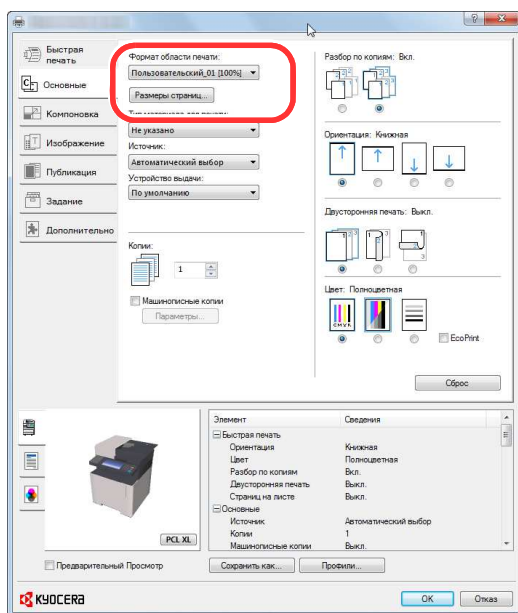 Быстрая печать
Основные
Компоновка
Изображение
Публикация
Задание
Дополнительно
Формат области печати:
Пользовательский_01 [100%]
Размеры страниц...
Не указано
Источник:
Автоматический выбор
Устройство выдачи:
По умолчанию
Копии:
1
Машинописные копии
Параметры...
Разбор по копиям: Вкл.
Ориентация: Книжная
Двусторонняя печать: Выкл.
Цвет: Полноцветная
CMYK
EcoPrint
Сброс
PCL XL
Предварительный Просмотр
Элемент Сведения
Быстрая печать
Ориентация Книжная
Цвет Полноцветная
Разбор по копиям Вкл.
Двусторонняя печать Выкл.
Страниц на листе Выкл.
Основные
Источник Автоматический выбор
Копии 1
Машинописные копии Выкл.
Сохранить как...
Профили...
KYOCERA
OK
Отказ